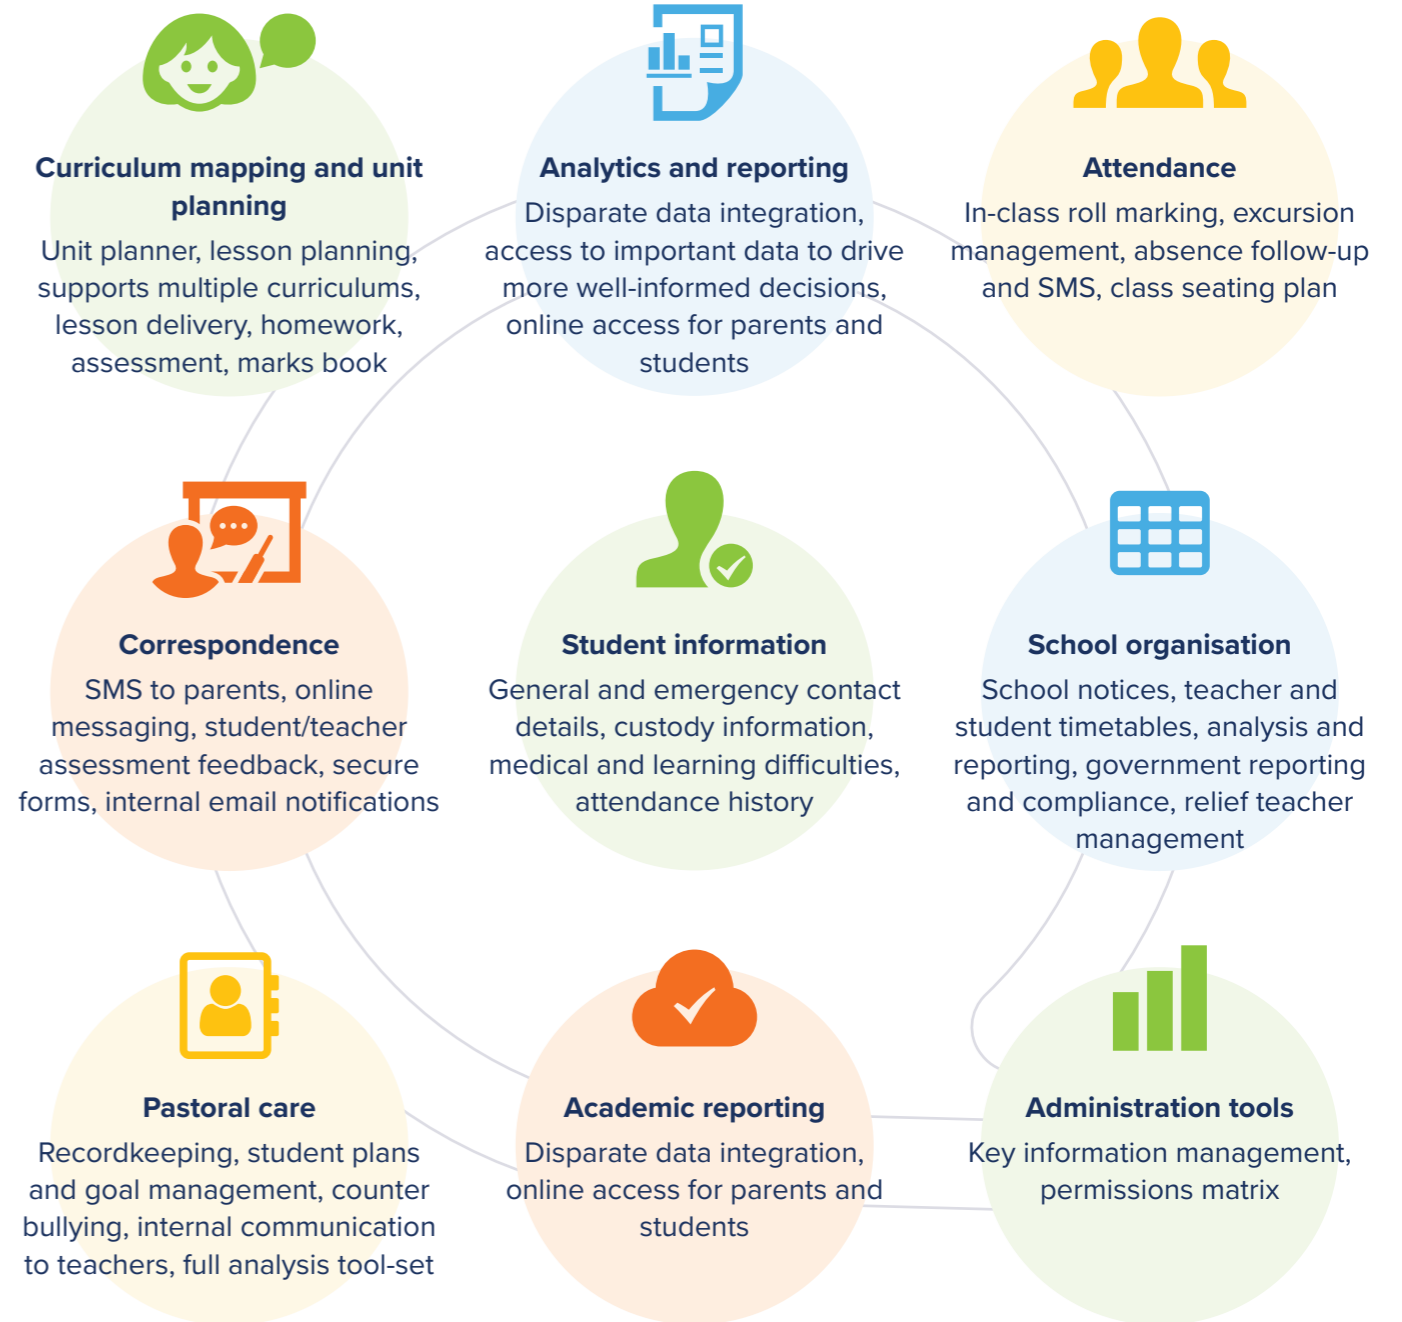 Curriculum mapping and unit
planning
Unit planner, lesson planning,
supports multiple curriculums,
lesson delivery, homework,
assessment, marks book
Analytics and reporting
Disparate data integration,
access to important data to drive
more well-informed decisions,
online access for parents and
students
Attendance
In-class roll marking, excursion
management, absence follow-up
and SMS, class seating plan
Correspondence
SMS to parents, online
messaging, student/teacher
assessment feedback, secure
forms, internal email notifications
Student information
General and emergency contact
details, custody information,
medical and learning difficulties,
attendance history
School organisation
School notices, teacher and
student timetables, analysis and
reporting, government reporting
and compliance, relief teacher
management
Pastoral care
Recordkeeping, student plans
and goal management, counter
bullying, internal communication
to teachers, full analysis tool-set
Academic reporting
Disparate data integration,
online access for parents and
students
Administration tools
Key information management,
permissions matrix